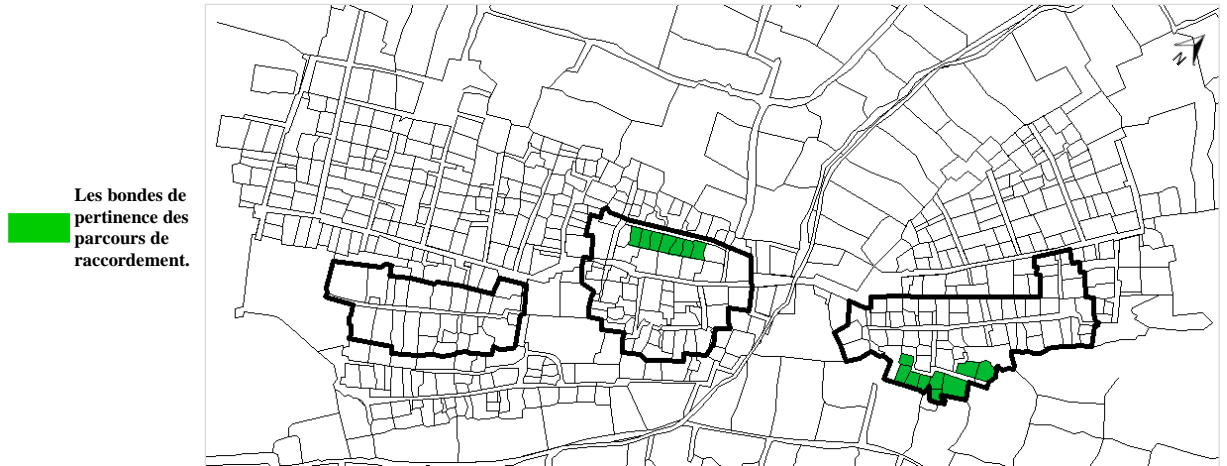 Les bondes de
pertinence des
parcours de
raccordement.
N